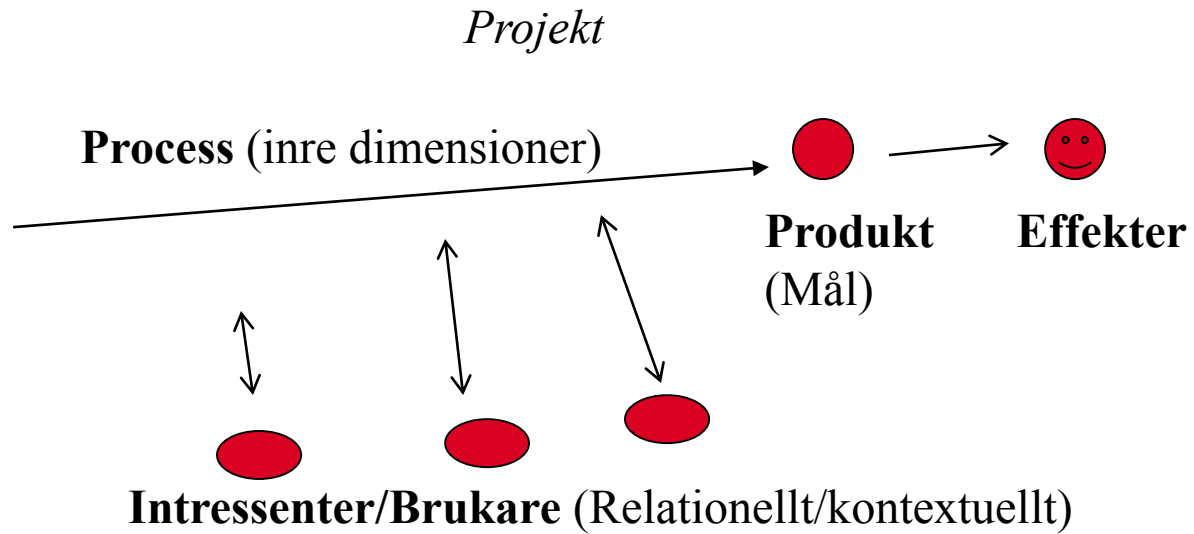 Projekt
Process (inre dimensioner)
Produkt
(Mål)
Effekter
Intressenter/Brukare (Relationellt/kontextuellt)